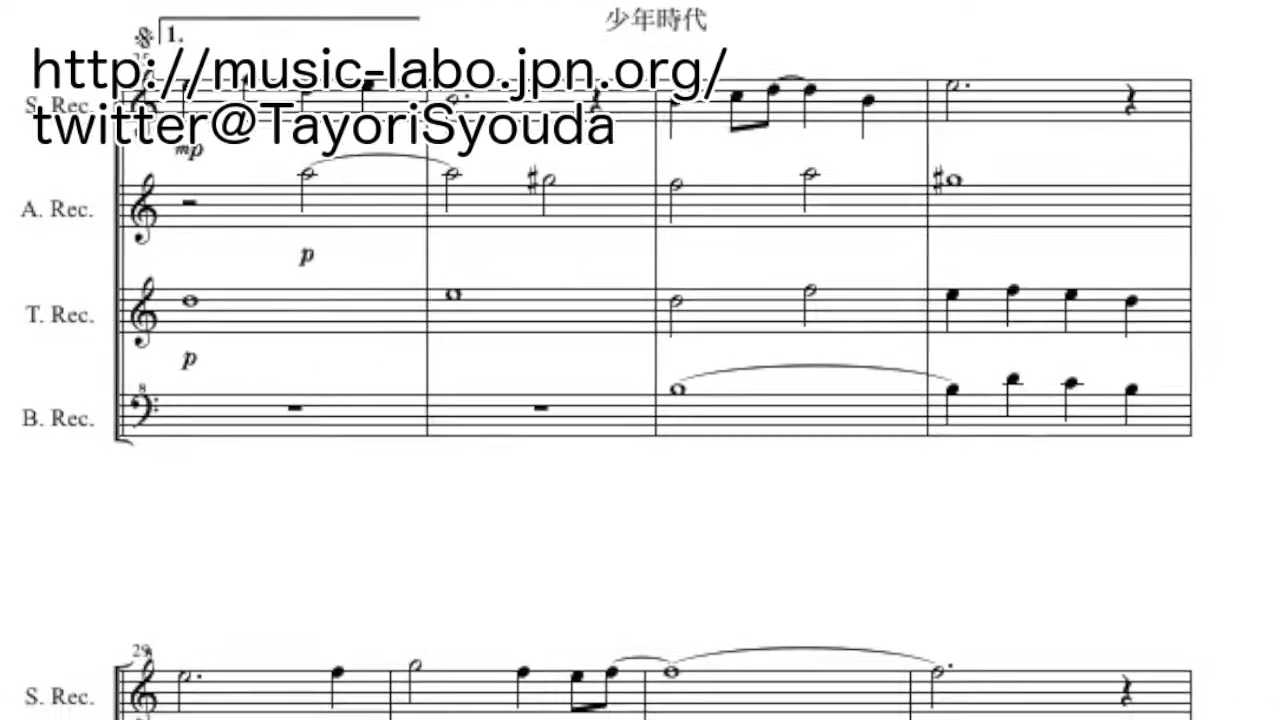 少年時代
1.
http://music-labo.jpn.org/
S. Rec.
twitter@TayoriSyouda
mp
A. Rec.
p
T. Rec.
p
8
B. Rec.
29
S. Rec.